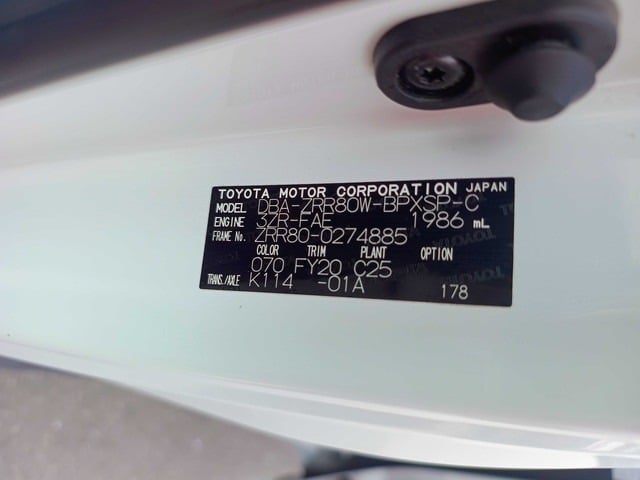 TOYOTA MOTOR CORPORATION JAPAN
MODEL DBA-ZRR80W-BPXSP-C
ENGINE 3ZR-FAE 1986 mL
FRAME No. ZRR80-0274885
COLOR TRIM PLANT OPTION
070 FY20 C25
TRANS./AXLE K114 -01A
178